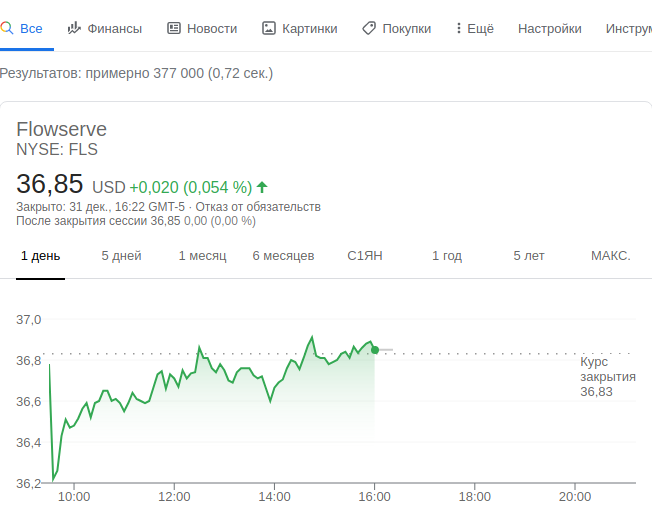 Все Финансы Новости Картинки Покупки Ещё Настройки Инструм
Результатов: примерно 377 000 (0,72 сек.)
Flowserve
NYSE: FLS
36,85 USD +0,020 (0,054 %)
Закрыто: 31 дек., 16:22 GMT-5 · Отказ от обязательств
После закрытия сессии 36,85 0,00 (0,00 %)
1 день 5 дней 1 месяц 6 месяцев С1ЯН 1 год 5 лет МАКС.
37,0
36,8
36,6
36,4
36,2
Курс
закрытия
36,83
10:00 12:00 14:00 16:00 18:00 20:00